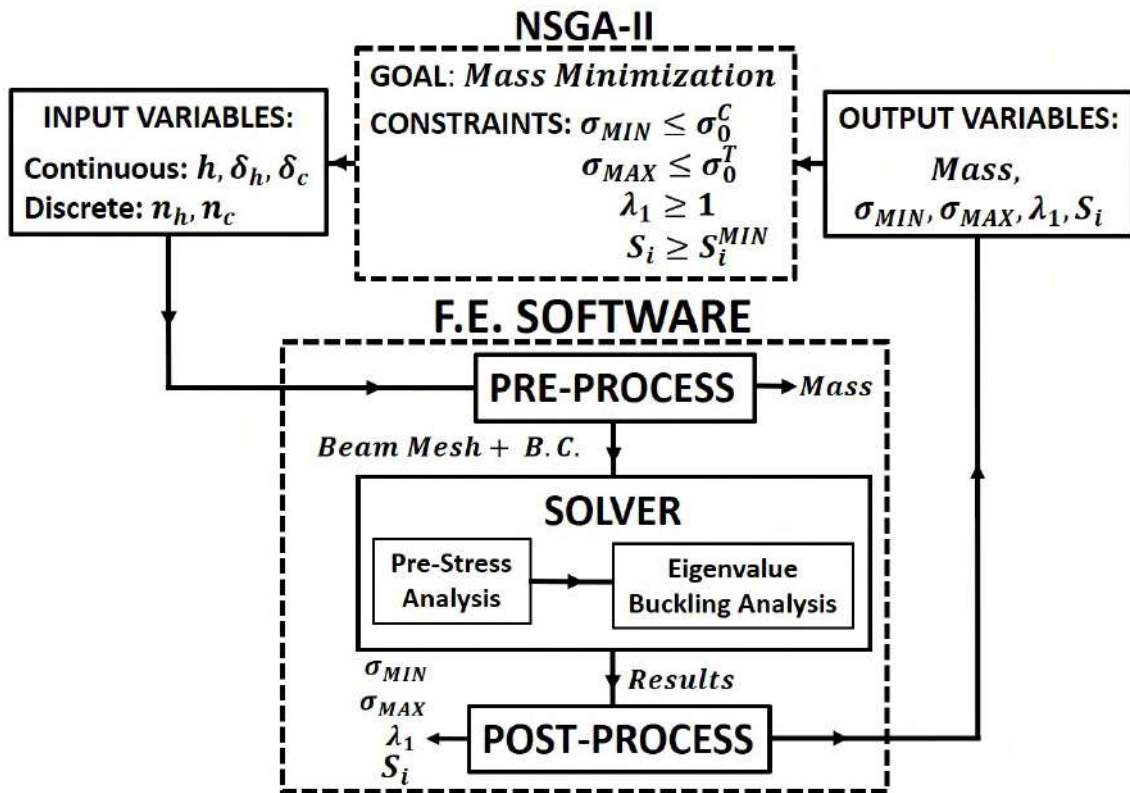 NSGA-II
GOAL: Mass Minimization
CONSTRAINTS: σ_MIN ≤ σ_0^C
σ_MAX ≤ σ_0^T
λ_1 ≥ 1
S_i ≥ S_i^MIN
INPUT VARIABLES:
Continuous: h, δ_h, δ_c
Discrete: n_h, n_c
OUTPUT VARIABLES:
Mass,
σ_MIN, σ_MAX, λ_1, S_i
F.E. SOFTWARE
PRE-PROCESS
Mass
Beam Mesh + B.C.
SOLVER
Pre-Stress
Analysis
Eigenvalue
Buckling Analysis
Results
σ_MIN
σ_MAX
λ_1
S_i
POST-PROCESS